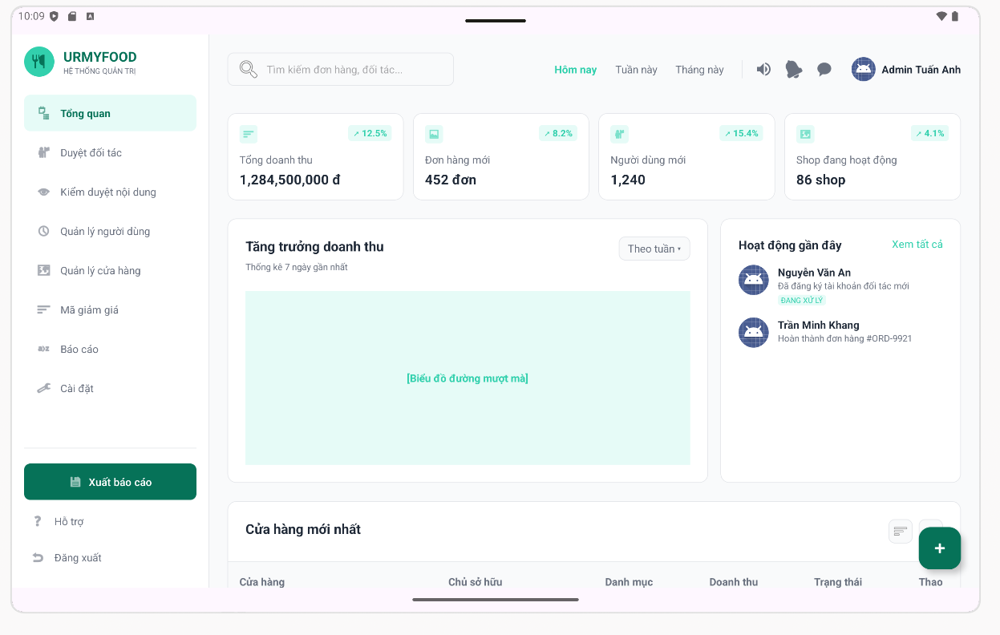 10:09
URMYFOOD
HỆ THỐNG QUẢN TRỊ
Tổng quan
Duyệt đối tác
Kiểm duyệt nội dung
Quản lý người dùng
Quản lý cửa hàng
Mã giảm giá
Báo cáo
Cài đặt
Xuất báo cáo
Hỗ trợ
Đăng xuất
Tìm kiếm đơn hàng, đối tác...
Hôm nay
Tuần này
Tháng này
Admin Tuấn Anh
↗ 12.5%
Tổng doanh thu
1,284,500,000 đ
↗ 8.2%
Đơn hàng mới
452 đơn
↗ 15.4%
Người dùng mới
1,240
↗ 4.1%
Shop đang hoạt động
86 shop
Tăng trưởng doanh thu
Thống kê 7 ngày gần nhất
Theo tuần ▾
[Biểu đồ đường mượt mà]
Hoạt động gần đây
Xem tất cả
Nguyễn Văn An
Đã đăng ký tài khoản đối tác mới
ĐANG XỬ LÝ
Trần Minh Khang
Hoàn thành đơn hàng #ORD-9921
Cửa hàng mới nhất
+
Cửa hàng
Chủ sở hữu
Danh mục
Doanh thu
Trạng thái
Thao